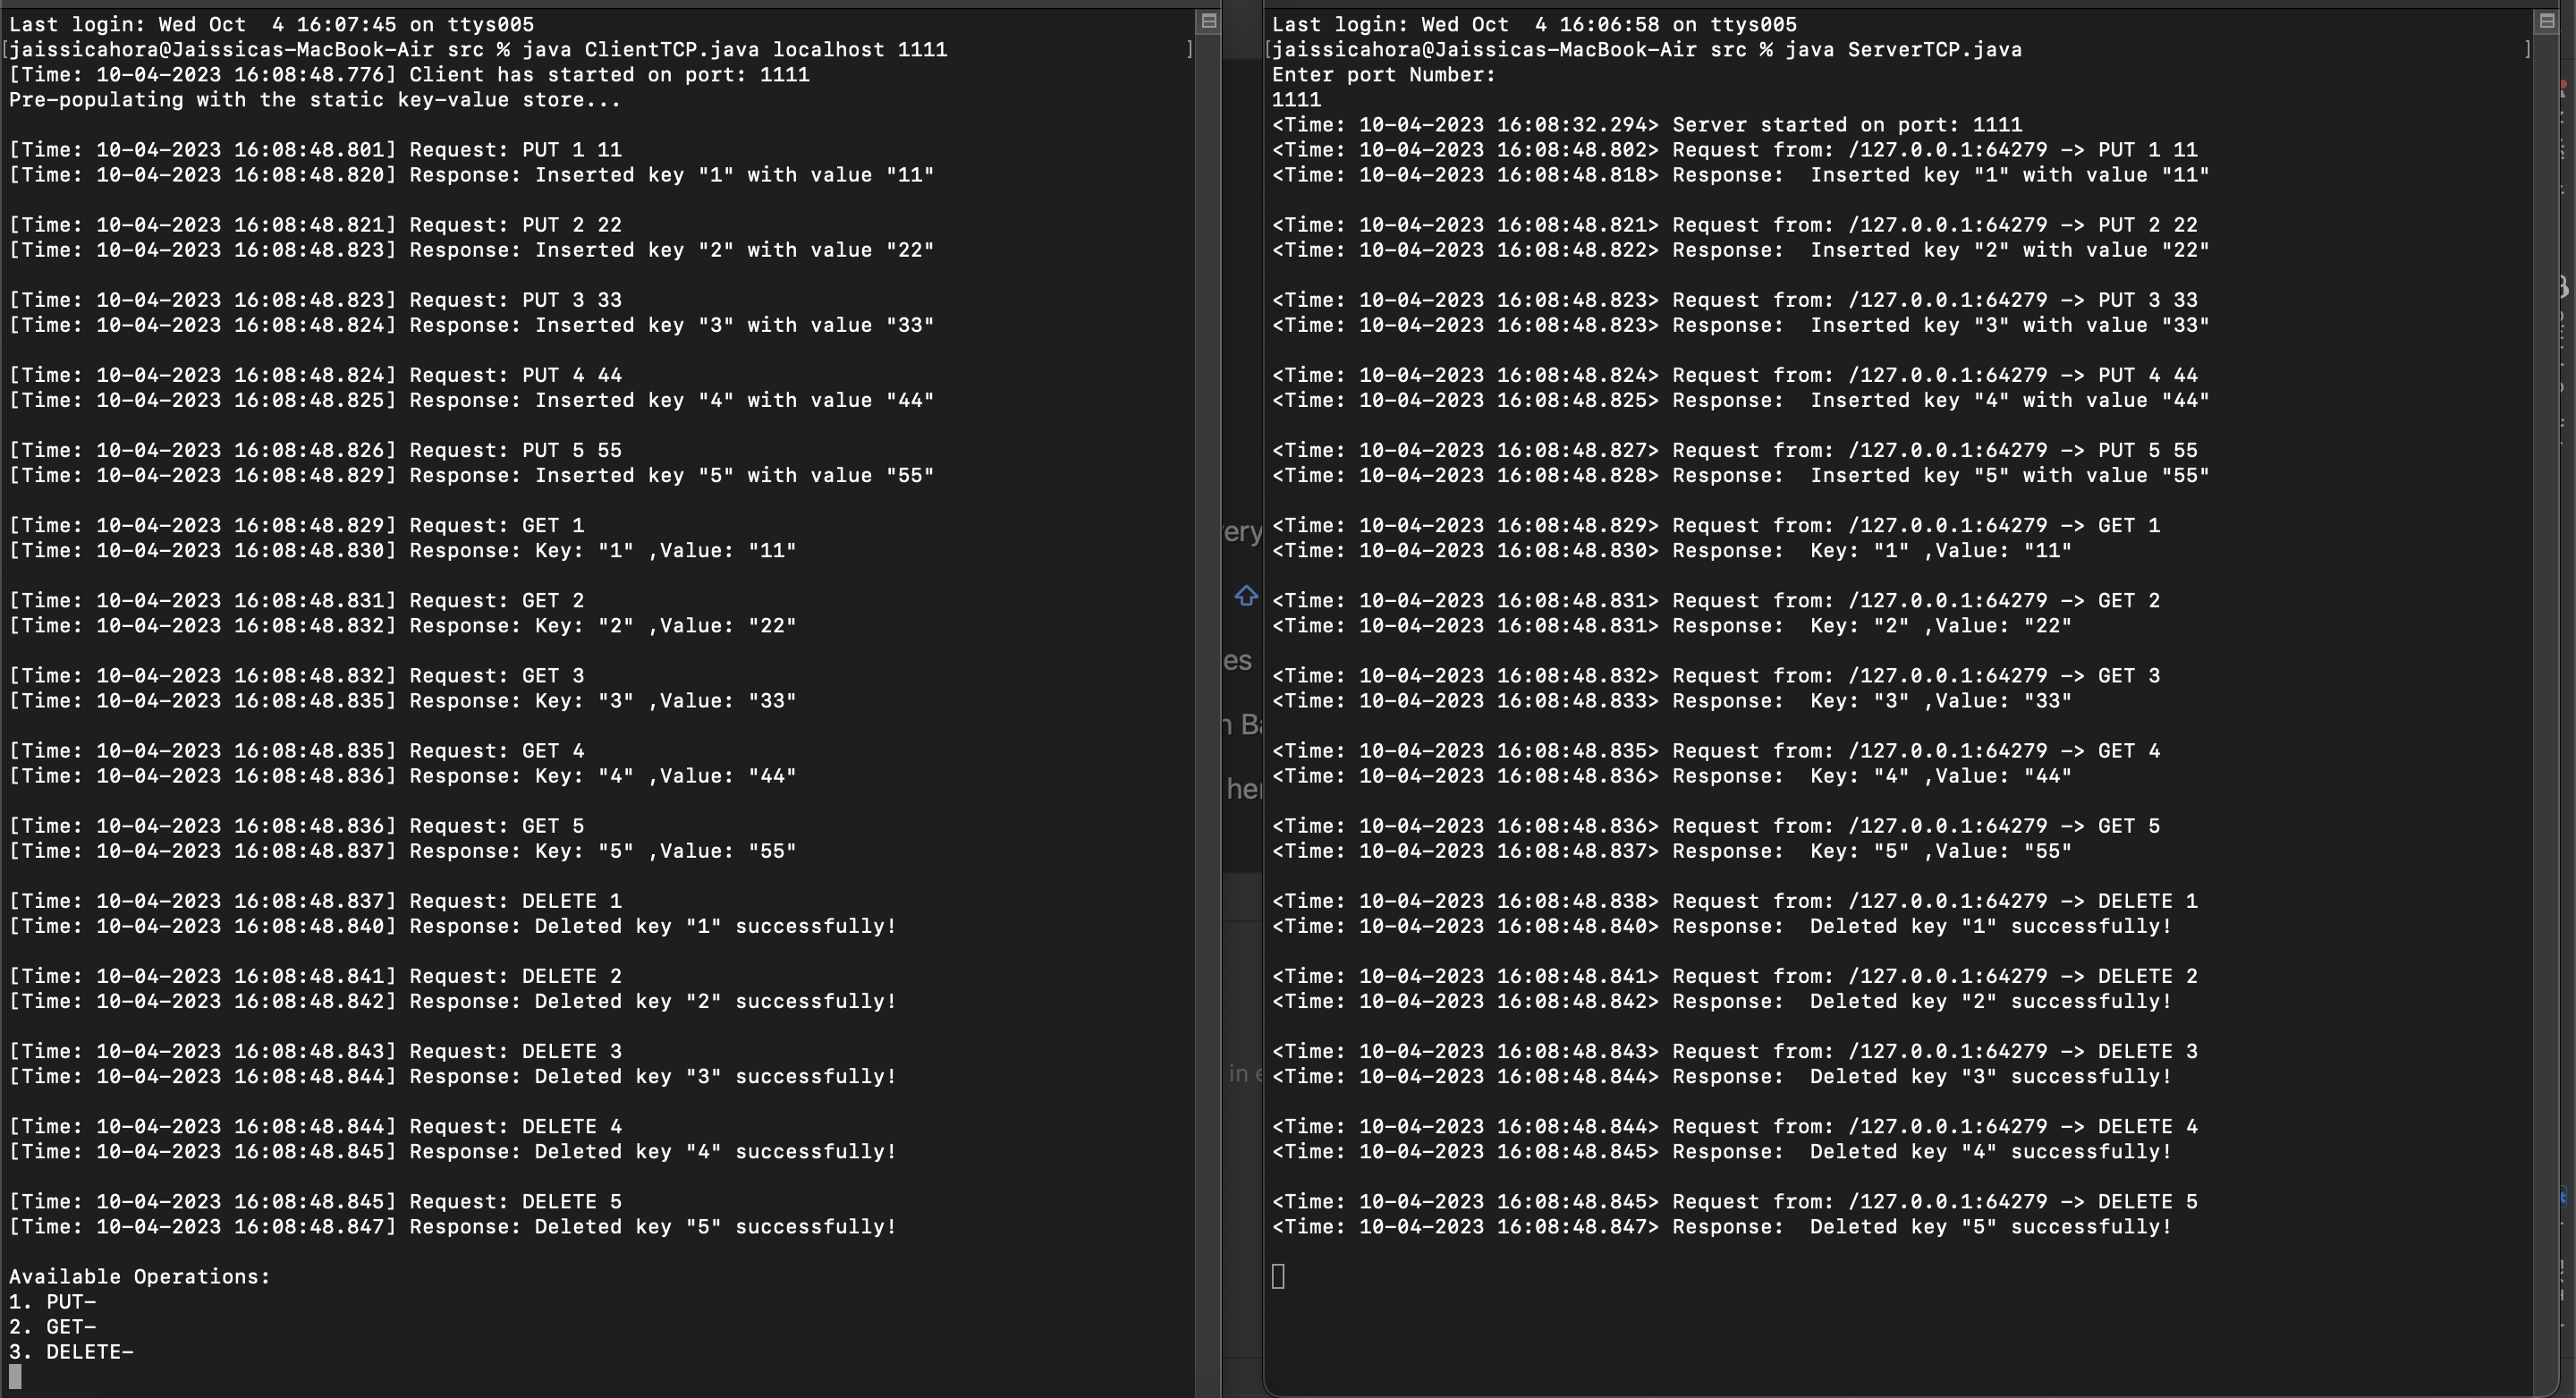 Last login: Wed Oct  4 16:07:45 on ttys005
[jaissicahora@Jaissicas-MacBook-Air src % java ClientTCP.java localhost 1111 ]
[Time: 10-04-2023 16:08:48.776] Client has started on port: 1111
Pre-populating with the static key-value store...
[Time: 10-04-2023 16:08:48.801] Request: PUT 1 11
[Time: 10-04-2023 16:08:48.820] Response: Inserted key "1" with value "11"
[Time: 10-04-2023 16:08:48.821] Request: PUT 2 22
[Time: 10-04-2023 16:08:48.823] Response: Inserted key "2" with value "22"
[Time: 10-04-2023 16:08:48.823] Request: PUT 3 33
[Time: 10-04-2023 16:08:48.824] Response: Inserted key "3" with value "33"
[Time: 10-04-2023 16:08:48.824] Request: PUT 4 44
[Time: 10-04-2023 16:08:48.825] Response: Inserted key "4" with value "44"
[Time: 10-04-2023 16:08:48.826] Request: PUT 5 55
[Time: 10-04-2023 16:08:48.829] Response: Inserted key "5" with value "55"
[Time: 10-04-2023 16:08:48.829] Request: GET 1
[Time: 10-04-2023 16:08:48.830] Response: Key: "1" ,Value: "11"
[Time: 10-04-2023 16:08:48.831] Request: GET 2
[Time: 10-04-2023 16:08:48.832] Response: Key: "2" ,Value: "22"
[Time: 10-04-2023 16:08:48.832] Request: GET 3
[Time: 10-04-2023 16:08:48.835] Response: Key: "3" ,Value: "33"
[Time: 10-04-2023 16:08:48.835] Request: GET 4
[Time: 10-04-2023 16:08:48.836] Response: Key: "4" ,Value: "44"
[Time: 10-04-2023 16:08:48.836] Request: GET 5
[Time: 10-04-2023 16:08:48.837] Response: Key: "5" ,Value: "55"
[Time: 10-04-2023 16:08:48.837] Request: DELETE 1
[Time: 10-04-2023 16:08:48.840] Response: Deleted key "1" successfully!
[Time: 10-04-2023 16:08:48.841] Request: DELETE 2
[Time: 10-04-2023 16:08:48.842] Response: Deleted key "2" successfully!
[Time: 10-04-2023 16:08:48.843] Request: DELETE 3
[Time: 10-04-2023 16:08:48.844] Response: Deleted key "3" successfully!
[Time: 10-04-2023 16:08:48.844] Request: DELETE 4
[Time: 10-04-2023 16:08:48.845] Response: Deleted key "4" successfully!
[Time: 10-04-2023 16:08:48.845] Request: DELETE 5
[Time: 10-04-2023 16:08:48.847] Response: Deleted key "5" successfully!
Available Operations:
1. PUT-
2. GET-
3. DELETE-
Last login: Wed Oct  4 16:06:58 on ttys005
[jaissicahora@Jaissicas-MacBook-Air src % java ServerTCP.java ]
Enter port Number:
1111
<Time: 10-04-2023 16:08:32.294> Server started on port: 1111
<Time: 10-04-2023 16:08:48.802> Request from: /127.0.0.1:64279 -> PUT 1 11
<Time: 10-04-2023 16:08:48.818> Response:  Inserted key "1" with value "11"
<Time: 10-04-2023 16:08:48.821> Request from: /127.0.0.1:64279 -> PUT 2 22
<Time: 10-04-2023 16:08:48.822> Response:  Inserted key "2" with value "22"
<Time: 10-04-2023 16:08:48.823> Request from: /127.0.0.1:64279 -> PUT 3 33
<Time: 10-04-2023 16:08:48.823> Response:  Inserted key "3" with value "33"
<Time: 10-04-2023 16:08:48.824> Request from: /127.0.0.1:64279 -> PUT 4 44
<Time: 10-04-2023 16:08:48.825> Response:  Inserted key "4" with value "44"
<Time: 10-04-2023 16:08:48.827> Request from: /127.0.0.1:64279 -> PUT 5 55
<Time: 10-04-2023 16:08:48.828> Response:  Inserted key "5" with value "55"
<Time: 10-04-2023 16:08:48.829> Request from: /127.0.0.1:64279 -> GET 1
<Time: 10-04-2023 16:08:48.830> Response:  Key: "1" ,Value: "11"
<Time: 10-04-2023 16:08:48.831> Request from: /127.0.0.1:64279 -> GET 2
<Time: 10-04-2023 16:08:48.831> Response:  Key: "2" ,Value: "22"
<Time: 10-04-2023 16:08:48.832> Request from: /127.0.0.1:64279 -> GET 3
<Time: 10-04-2023 16:08:48.833> Response:  Key: "3" ,Value: "33"
<Time: 10-04-2023 16:08:48.835> Request from: /127.0.0.1:64279 -> GET 4
<Time: 10-04-2023 16:08:48.836> Response:  Key: "4" ,Value: "44"
<Time: 10-04-2023 16:08:48.836> Request from: /127.0.0.1:64279 -> GET 5
<Time: 10-04-2023 16:08:48.837> Response:  Key: "5" ,Value: "55"
<Time: 10-04-2023 16:08:48.838> Request from: /127.0.0.1:64279 -> DELETE 1
<Time: 10-04-2023 16:08:48.840> Response:  Deleted key "1" successfully!
<Time: 10-04-2023 16:08:48.841> Request from: /127.0.0.1:64279 -> DELETE 2
<Time: 10-04-2023 16:08:48.842> Response:  Deleted key "2" successfully!
<Time: 10-04-2023 16:08:48.843> Request from: /127.0.0.1:64279 -> DELETE 3
<Time: 10-04-2023 16:08:48.844> Response:  Deleted key "3" successfully!
<Time: 10-04-2023 16:08:48.844> Request from: /127.0.0.1:64279 -> DELETE 4
<Time: 10-04-2023 16:08:48.845> Response:  Deleted key "4" successfully!
<Time: 10-04-2023 16:08:48.845> Request from: /127.0.0.1:64279 -> DELETE 5
<Time: 10-04-2023 16:08:48.847> Response:  Deleted key "5" successfully!